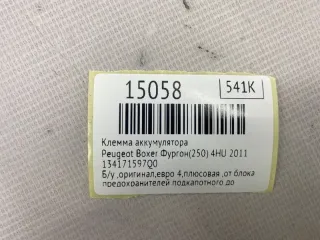 15058
541K
Клемма аккумулятора
Peugeot Boxer Фургон(250) 4HU 2011
1341715970Q
Б/у ,оригинал,евро 4,плюсовая ,от блока
предохранителей подкапотного,до